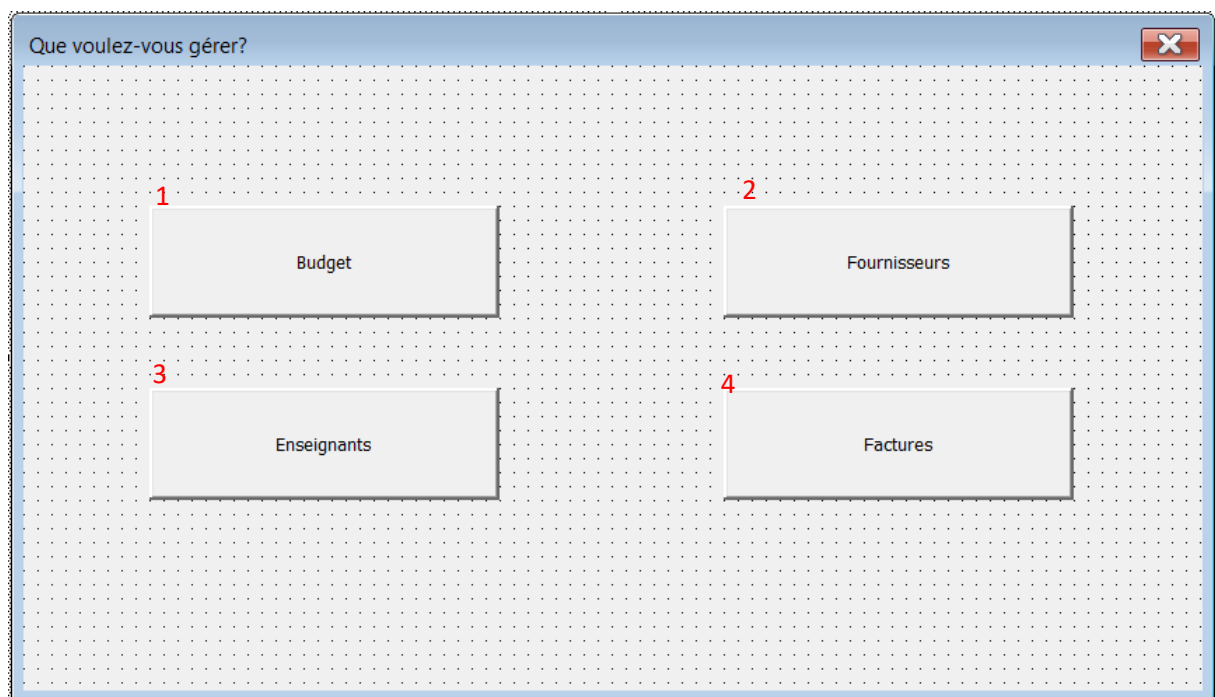 Que voulez-vous gérer?
1
2
Budget
Fournisseurs
3
4
Enseignants
Factures